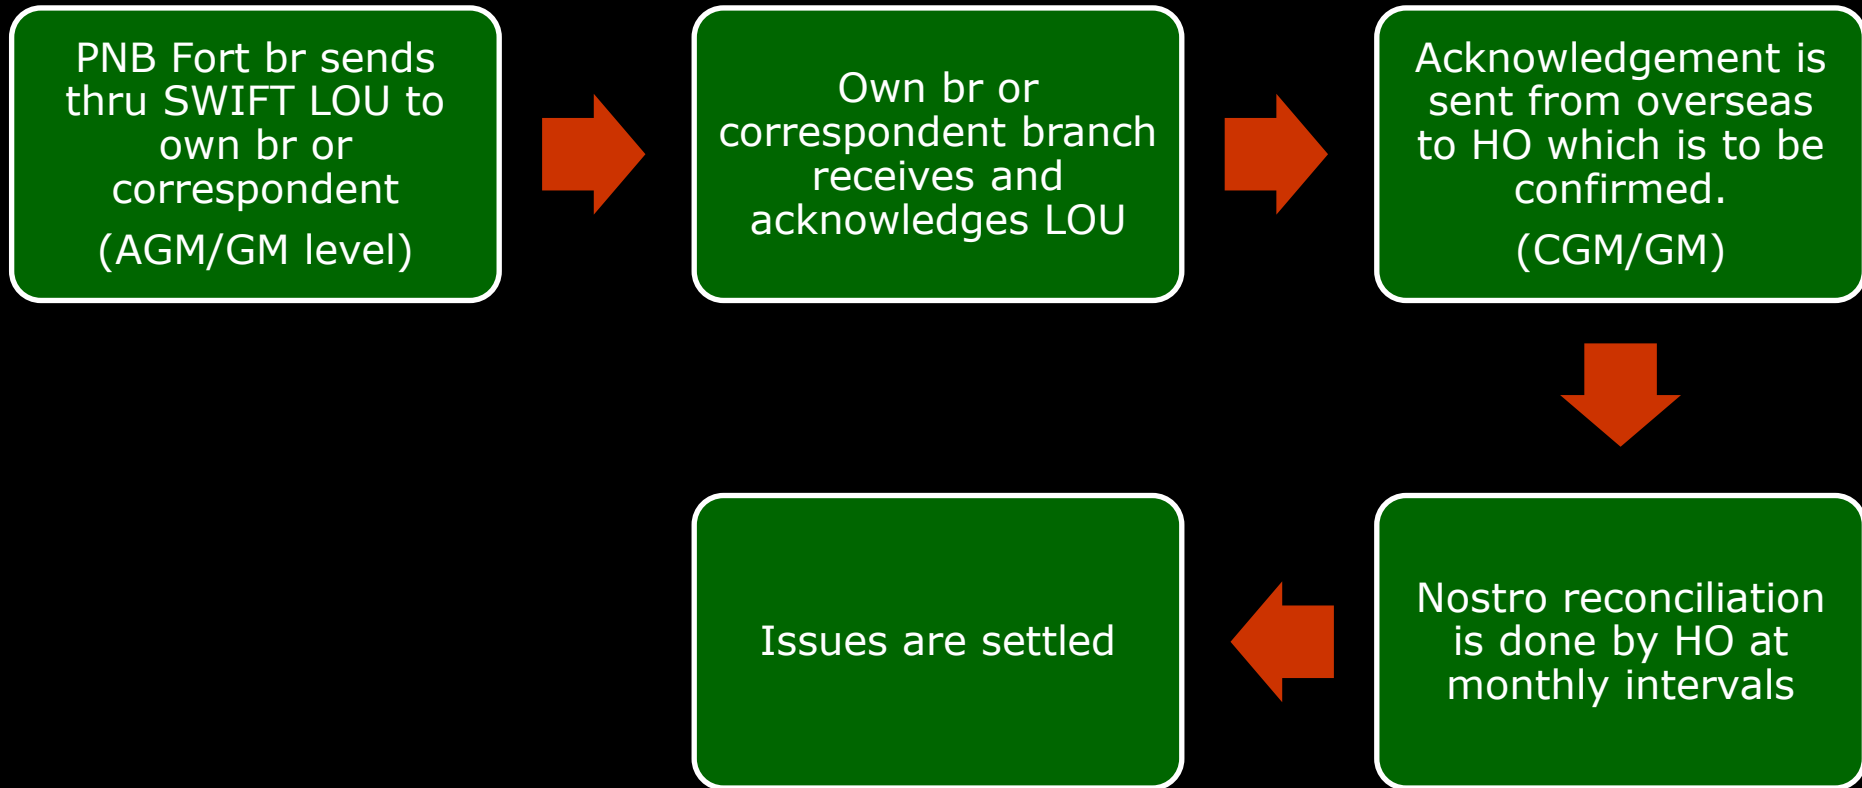 PNB Fort br sends
thru SWIFT LOU to
own br or
correspondent
(AGM/GM level)
Own br or
correspondent branch
receives and
acknowledges LOU
Acknowledgement is
sent from overseas
to HO which is to be
confirmed.
(CGM/GM)
Nostro reconciliation
is done by HO at
monthly intervals
Issues are settled